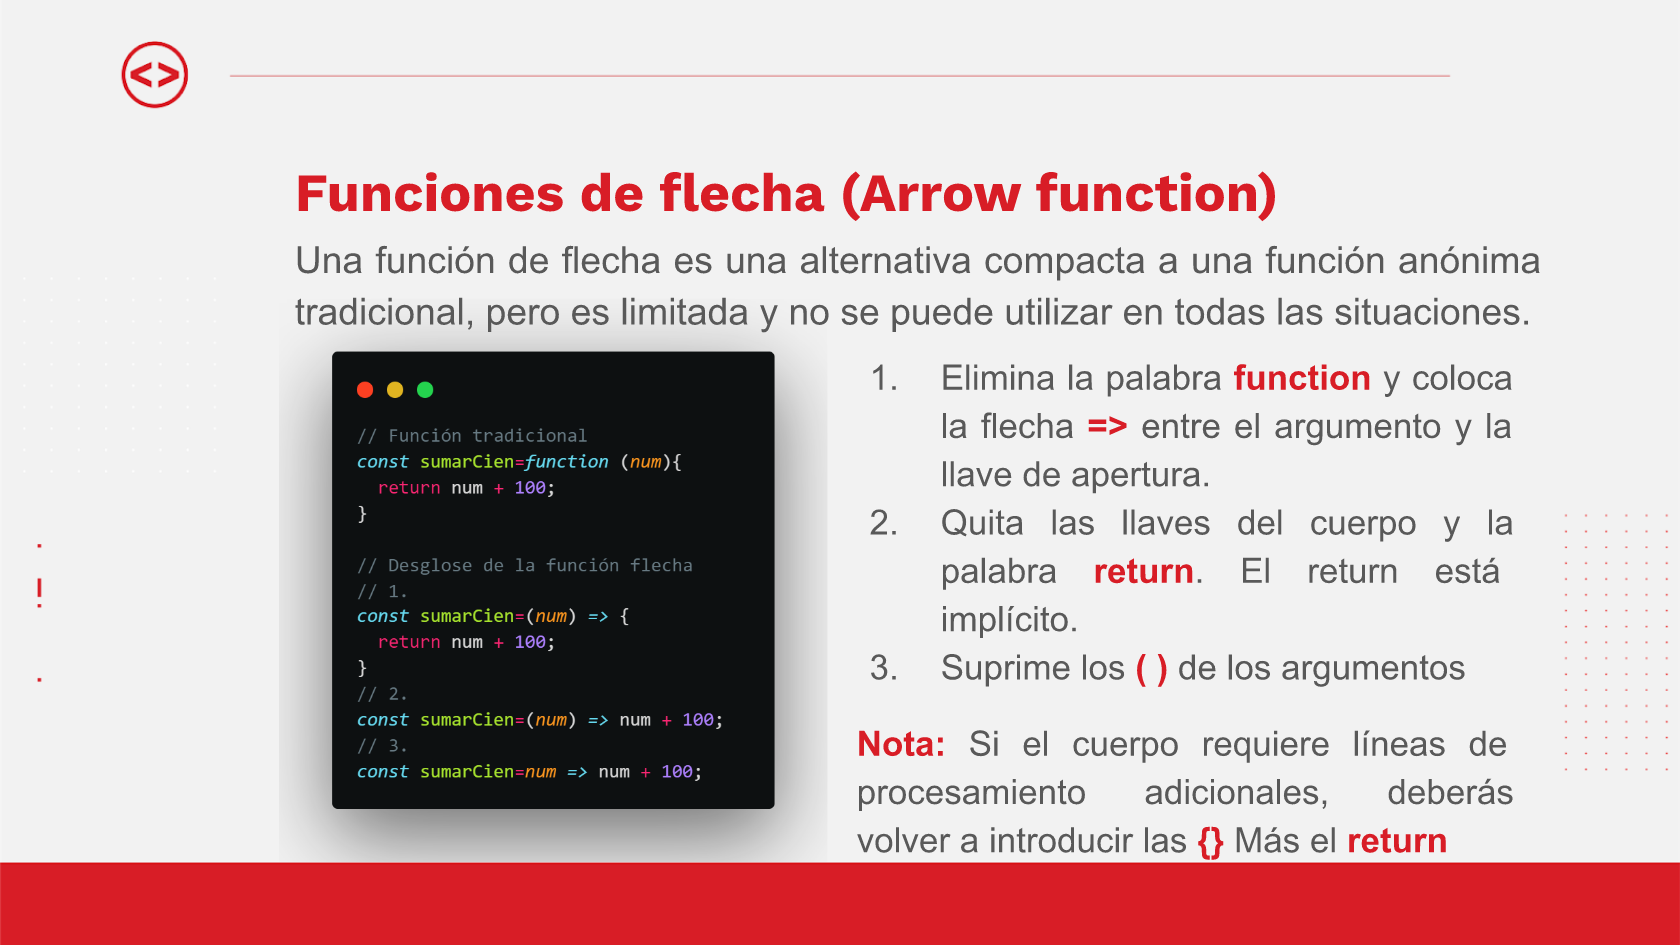 <>
Funciones de flecha (Arrow function)
Una función de flecha es una alternativa compacta a una función anónima
tradicional, pero es limitada y no se puede utilizar en todas las situaciones.
// Función tradicional
const sumarCien=function (num){
  return num + 100;
}
// Desglose de la función flecha
// 1.
const sumarCien=(num) => {
  return num + 100;
}
// 2.
const sumarCien=(num) => num + 100;
// 3.
const sumarCien=num => num + 100;
1. Elimina la palabra function y coloca
la flecha => entre el argumento y la
llave de apertura.
2. Quita las llaves del cuerpo y la
palabra return. El return está
implícito.
3. Suprime los ( ) de los argumentos
Nota: Si el cuerpo requiere líneas de
procesamiento adicionales, deberás
volver a introducir las {} Más el return